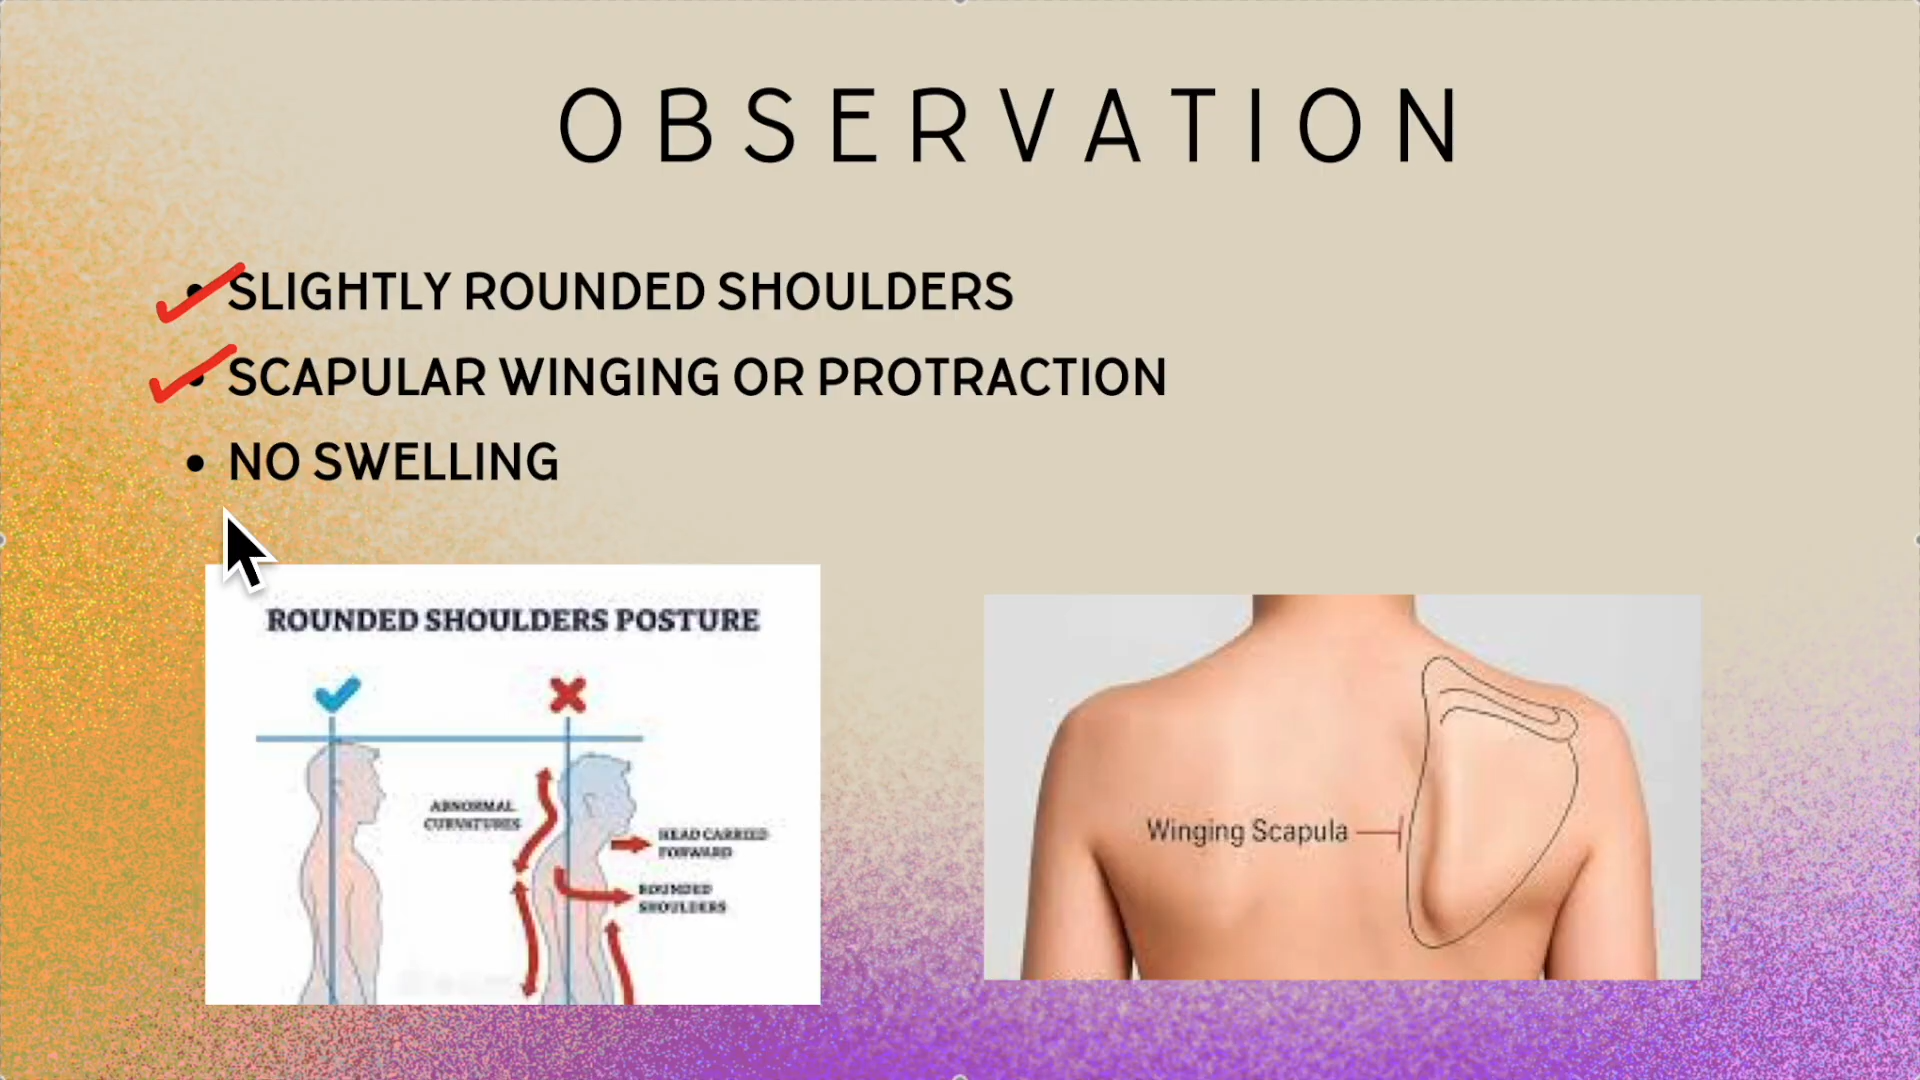 OBSERVATION
SLIGHTLY ROUNDED SHOULDERS
SCAPULAR WINGING OR PROTRACTION
NO SWELLING
ROUNDED SHOULDERS POSTURE
ABNORMAL
CURVATURES
HEAD CARRIED
FORWARD
ROUNDED
SHOULDERS
Winging Scapula